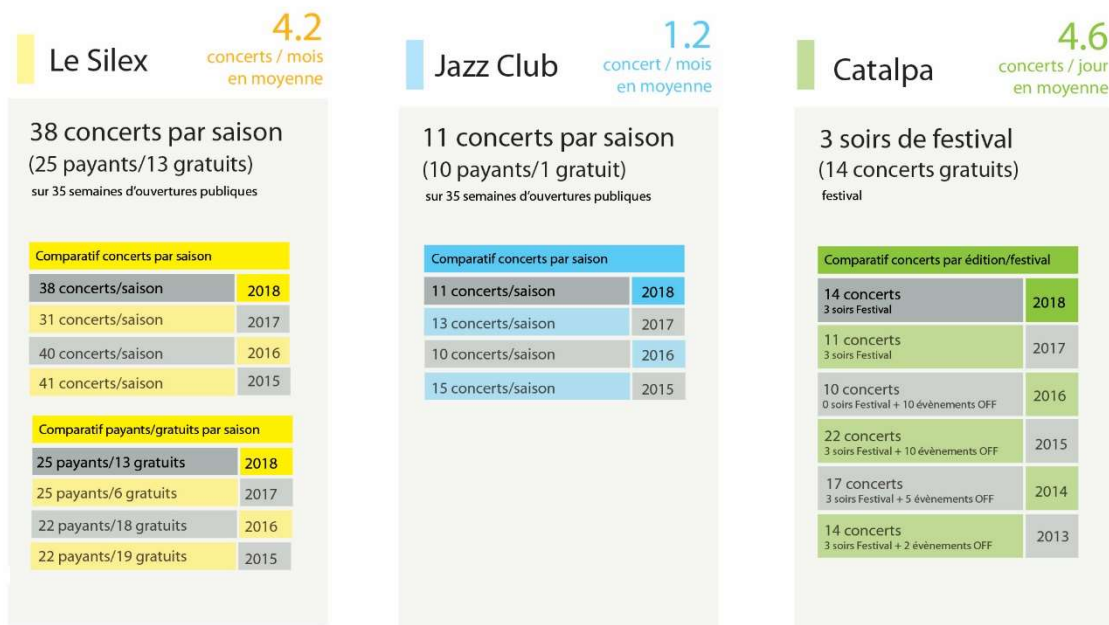 Le Silex
4.2
concerts / mois
en moyenne
38 concerts par saison
(25 payants/13 gratuits)
sur 35 semaines d'ouvertures publiques
Comparatif concerts par saison
38 concerts/saison 2018
31 concerts/saison 2017
40 concerts/saison 2016
41 concerts/saison 2015
Comparatif payants/gratuits par saison
25 payants/13 gratuits 2018
25 payants/6 gratuits 2017
22 payants/18 gratuits 2016
22 payants/19 gratuits 2015
Jazz Club
1.2
concert / mois
en moyenne
11 concerts par saison
(10 payants/1 gratuit)
sur 35 semaines d'ouvertures publiques
Comparatif concerts par saison
11 concerts/saison 2018
13 concerts/saison 2017
10 concerts/saison 2016
15 concerts/saison 2015
Catalpa
4.6
concerts / jour
en moyenne
3 soirs de festival
(14 concerts gratuits)
festival
Comparatif concerts par édition/festival
14 concerts 2018
3 soirs Festival
11 concerts 2017
3 soirs Festival
10 concerts 2016
0 soirs Festival + 10 évènements OFF
22 concerts 2015
3 soirs Festival + 10 évènements OFF
17 concerts 2014
3 soirs Festival + 5 évènements OFF
14 concerts 2013
3 soirs Festival + 2 évènements OFF